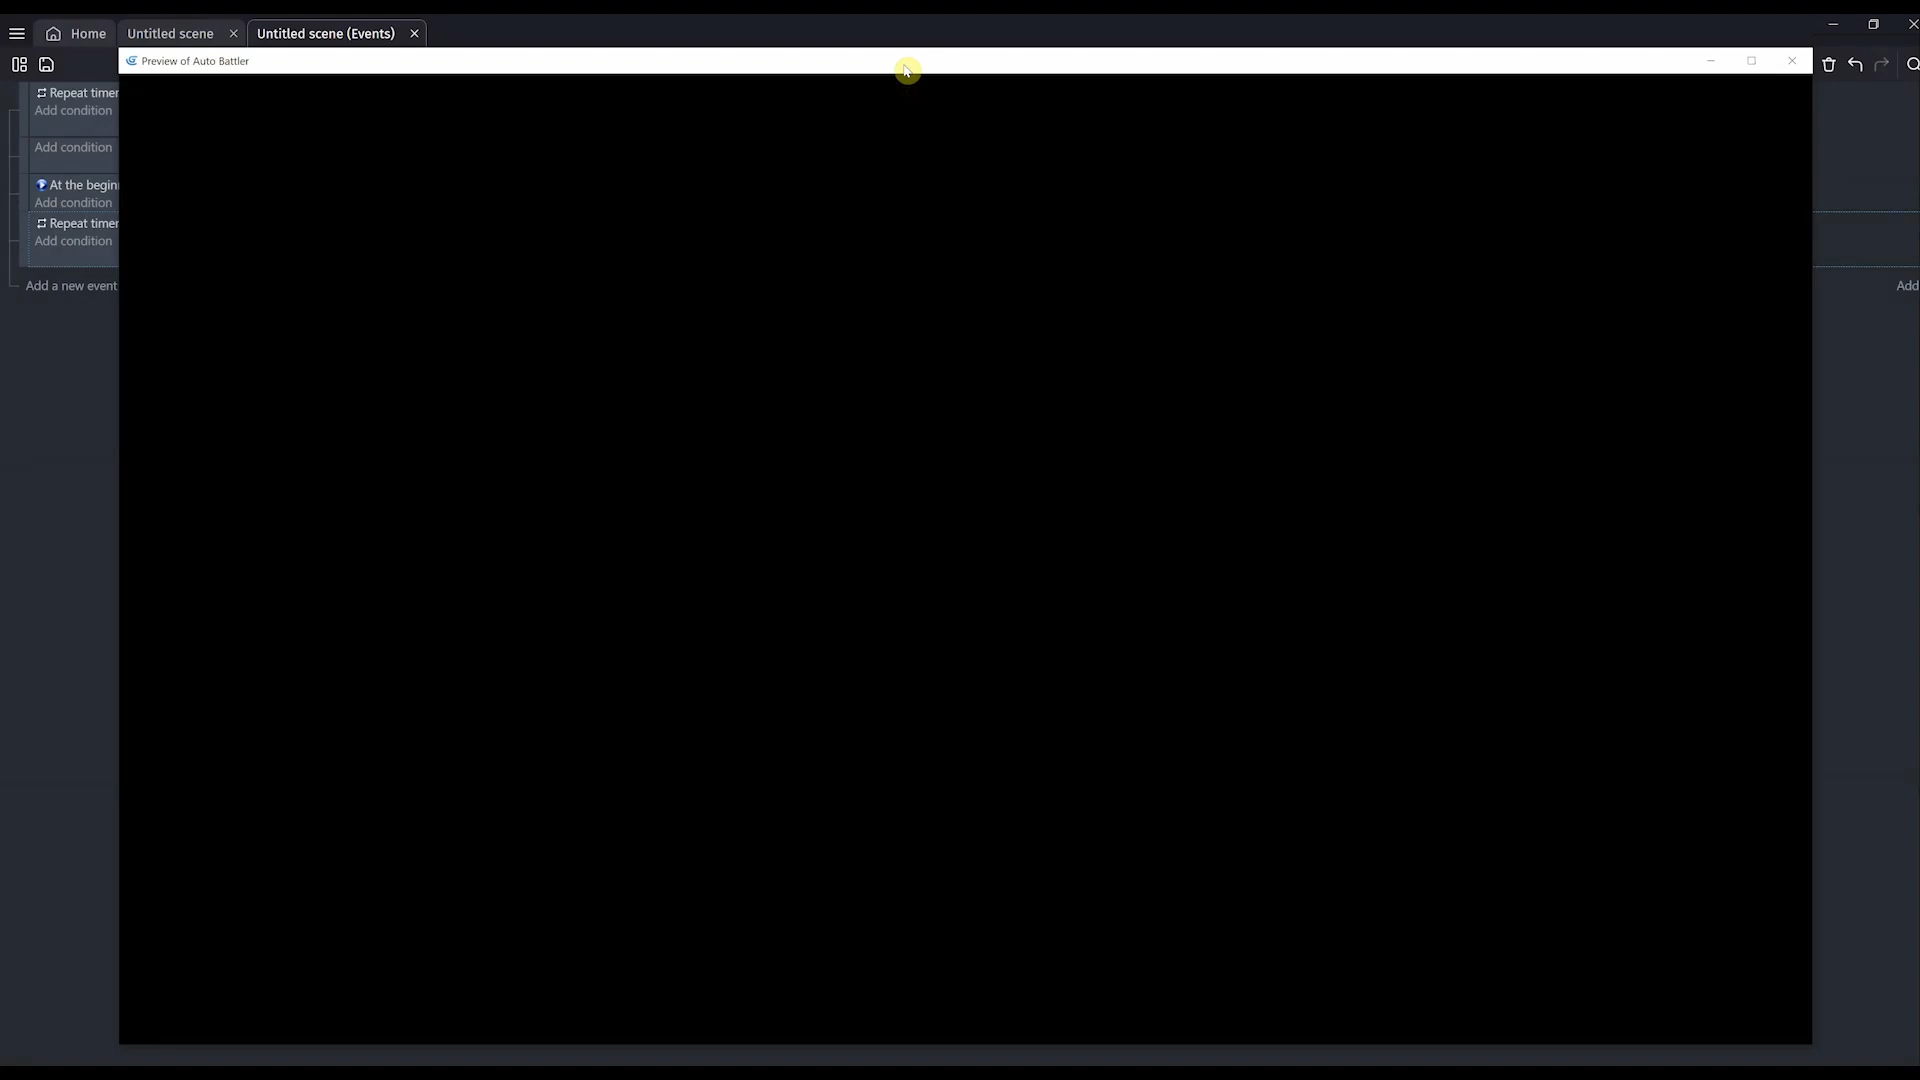 Home
Untitled scene
Untitled scene (Events)
Preview of Auto Battler
Repeat timer
Add condition
Add condition
At the begin
Add condition
Repeat timer
Add condition
Add a new event
Add